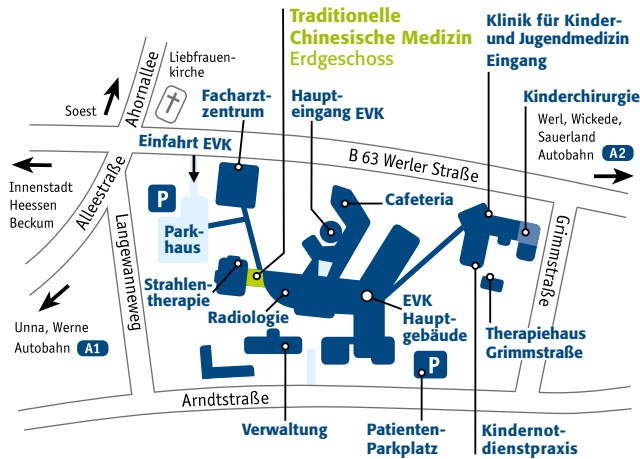 Traditionelle
Chinesische Medizin
Erdgeschoss
Klinik für Kinder-
und Jugendmedizin
Eingang
Ahornallee
Liebfrauen-
kirche
Soest
Facharzt-
zentrum
Haupt-
eingang EVK
Kinderchirurgie
Werl, Wickede,
Sauerland
Autobahn A2
Einfahrt EVK
B 63 Werler Straße
Innenstadt
Heessen
Beckum
Alleestraße
P
Cafeteria
Park-
haus
Langewanneweg
Grimmstraße
Strahlen-
therapie
Radiologie
EVK
Haupt-
gebäude
Unna, Werne
Autobahn A1
Therapiehaus
Grimmstraße
P
Arndtstraße
Verwaltung
Patienten-
Parkplatz
Kindernot-
dienstpraxis